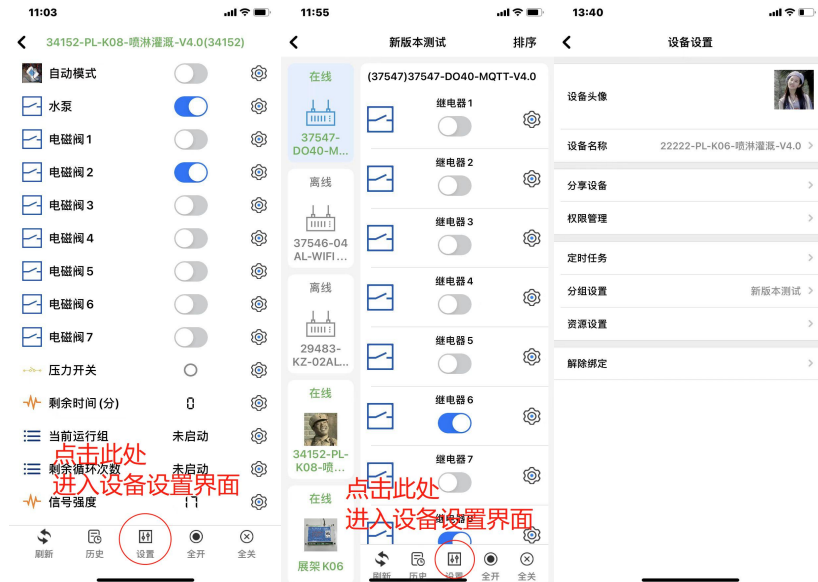 11:03
34152-PL-K08-喷淋灌溉-V4.0(34152)
自动模式
水泵
电磁阀1
电磁阀2
电磁阀3
电磁阀4
电磁阀5
电磁阀6
电磁阀7
压力开关
剩余时间(分) 0
当前运行组 未启动
剩余循环次数 未启动
信号强度 17
点击此处
进入设备设置界面
刷新 历史 设置 全开 全关
11:55
新版本测试 排序
在线
37547-
DO40-M...
离线
37546-04
AL-WIFI...
离线
29483-
KZ-02AL...
在线
34152-PL-
K08-喷...
在线
展架K06
(37547)37547-DO40-MQTT-V4.0
继电器1
继电器2
继电器3
继电器4
继电器5
继电器6
继电器7
继电器8
点击此处
进入设备设置界面
刷新 历史 设置 全开 全关
13:40
设备设置
设备头像
设备名称 22222-PL-K06-喷淋灌溉-V4.0
分享设备
权限管理
定时任务
分组设置 新版本测试
资源设置
解除绑定